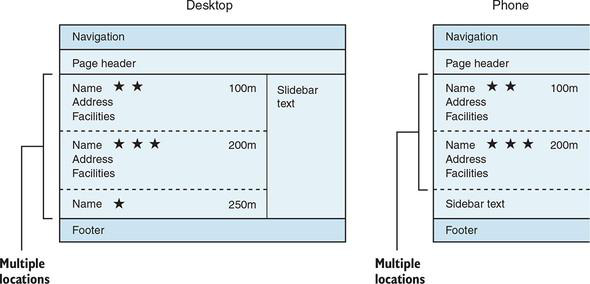 Desktop
Navigation
Page header
Name ★ ★ 100m
Address
Facilities
Name ★ ★ ★ 200m
Address
Facilities
Name ★ 250m
Slidebar
text
Footer
Multiple
locations
Phone
Navigation
Page header
Name ★ ★ 100m
Address
Facilities
Name ★ ★ ★ 200m
Address
Facilities
Sidebar text
Footer
Multiple
locations